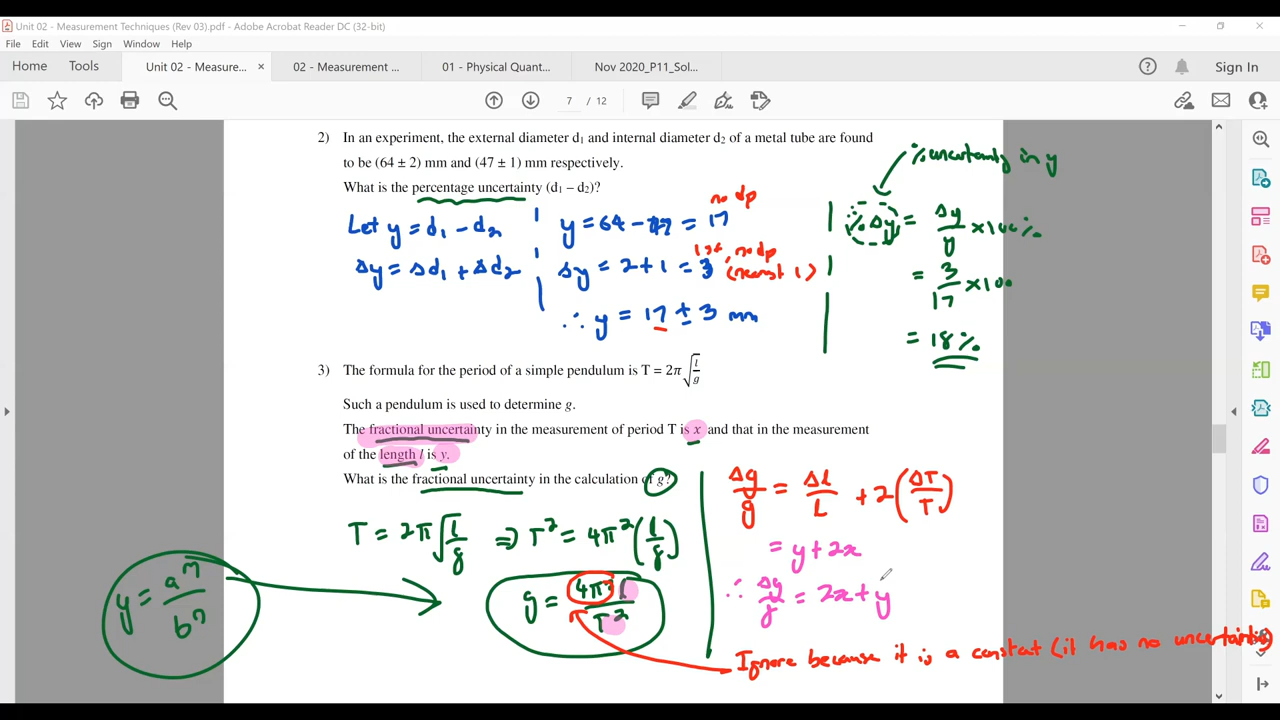 Unit 02 - Measurement Techniques (Rev 03).pdf - Adobe Acrobat Reader DC (32-bit)
File Edit View Sign Window Help
Home Tools Unit 02 - Measure... × 02 - Measurement ... 01 - Physical Quant... Nov 2020_P11_Sol... Sign In
7 / 12
2) In an experiment, the external diameter d₁ and internal diameter d₂ of a metal tube are found
to be (64 ± 2) mm and (47 ± 1) mm respectively.
What is the percentage uncertainty (d₁ – d₂)?
Let y = d₁ - d₂
Δy = Δd₁ + Δd₂
no dp
y = 64 - 47 = 17
1sf, no dp
Δy = 2 + 1 = 3 (nearest 1)
∴ y = 17 ± 3 mm
% uncertainty in y
% Δy = Δy/y × 100%
= 3/17 × 100
= 18%
3) The formula for the period of a simple pendulum is T = 2π √(l/g)
Such a pendulum is used to determine g.
The fractional uncertainty in the measurement of period T is x and that in the measurement
of the length l is y.
What is the fractional uncertainty in the calculation of g?
T = 2π √(l/g) ⇒ T² = 4π² (l/g)
y = aᵐ/bⁿ
g = 4π² l/T²
Δg/g = Δl/L + 2(ΔT/T)
= y + 2x
∴ Δg/g = 2x + y
Ignore because it is a constant (it has no uncertainties)